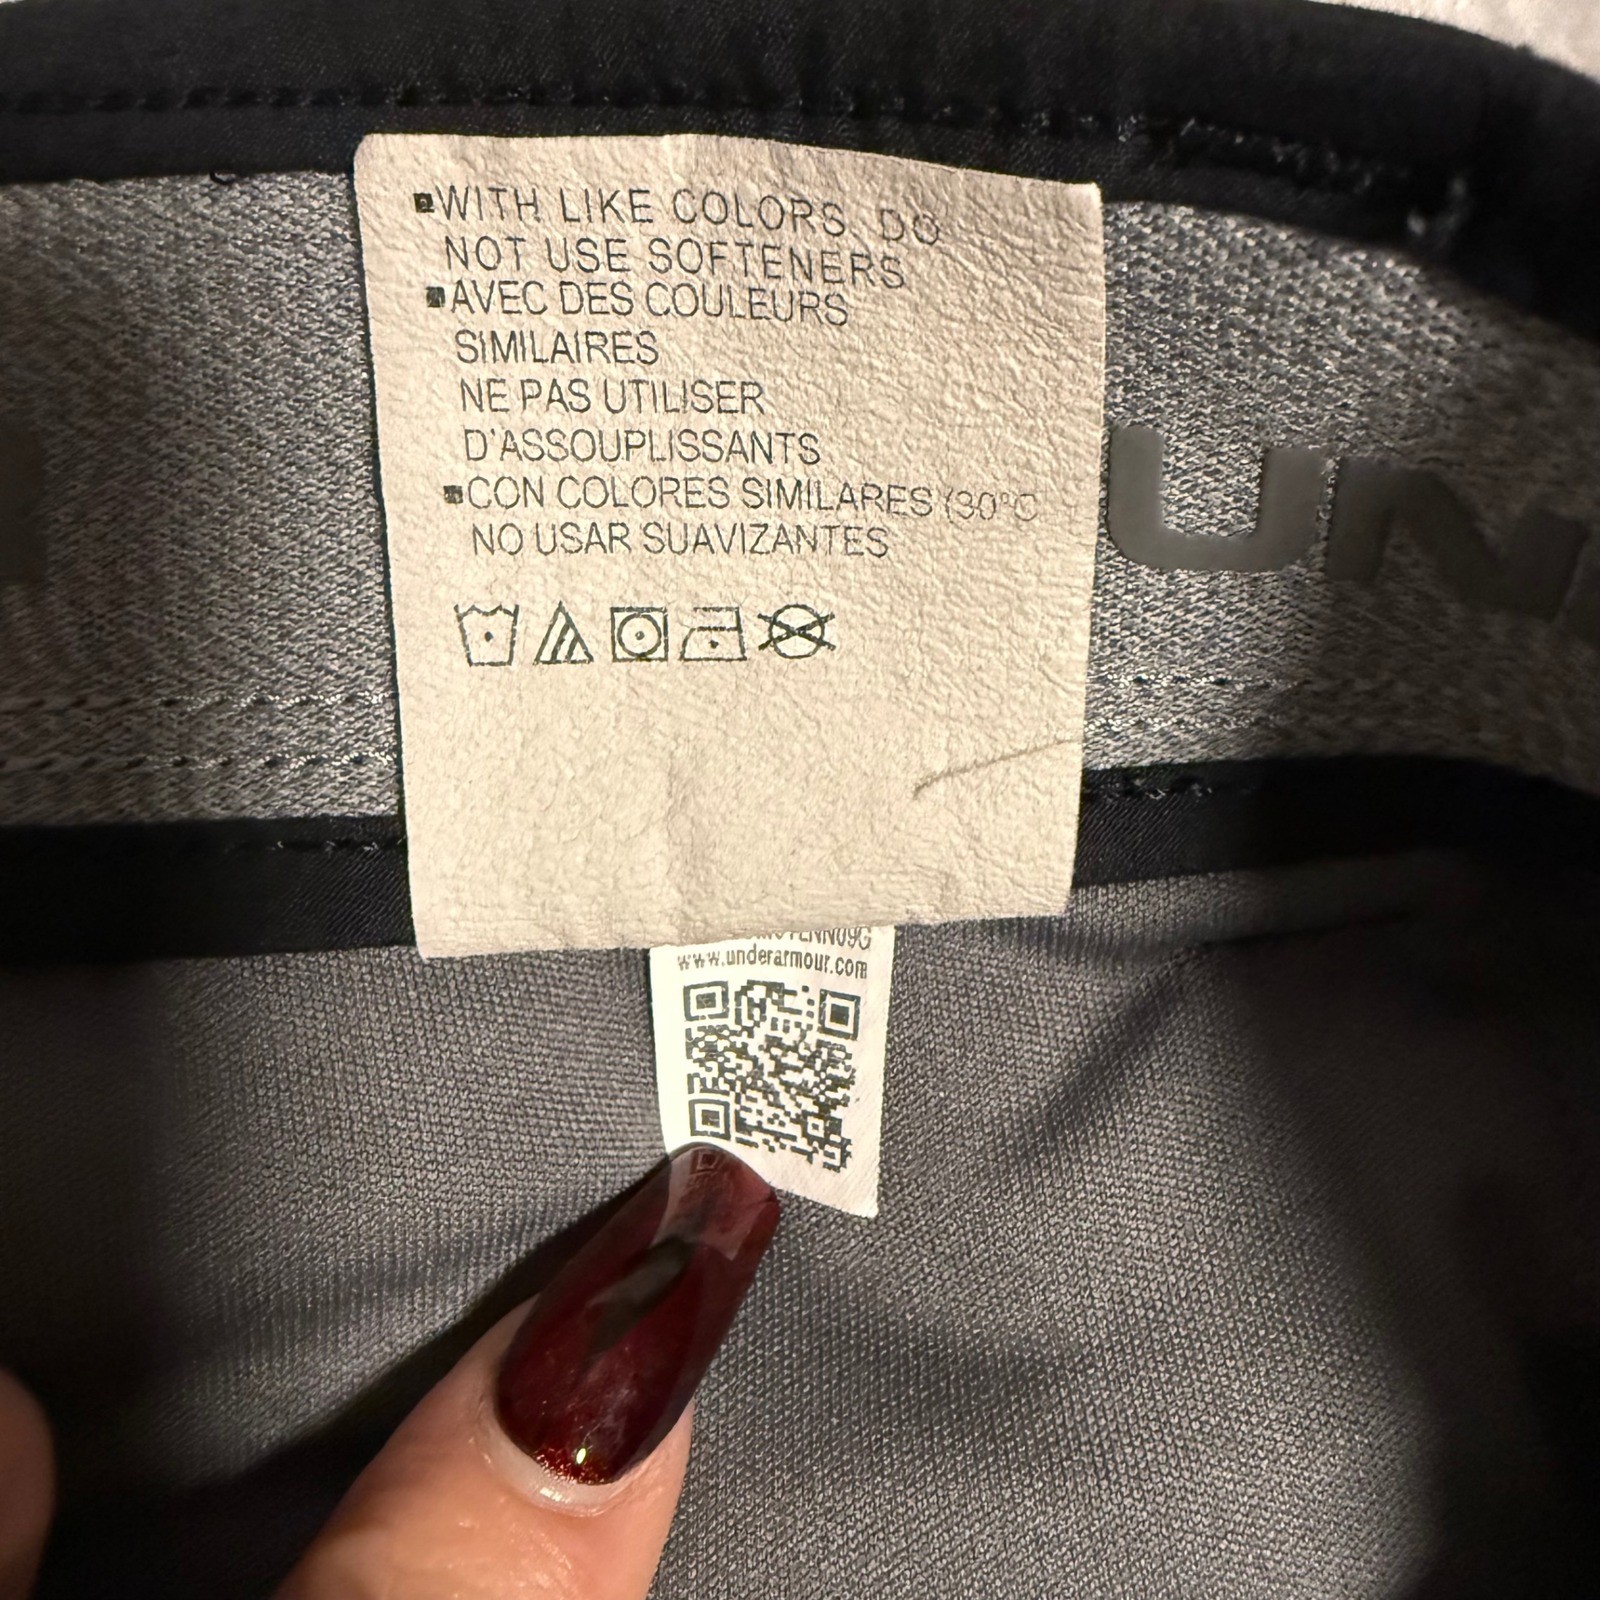 WITH LIKE COLORS. DO
NOT USE SOFTENERS
AVEC DES COULEURS
SIMILAIRES
NE PAS UTILISER
D'ASSOUPLISSANTS
CON COLORES SIMILARES (30°C
NO USAR SUAVIZANTES
UN
www.underarmour.com